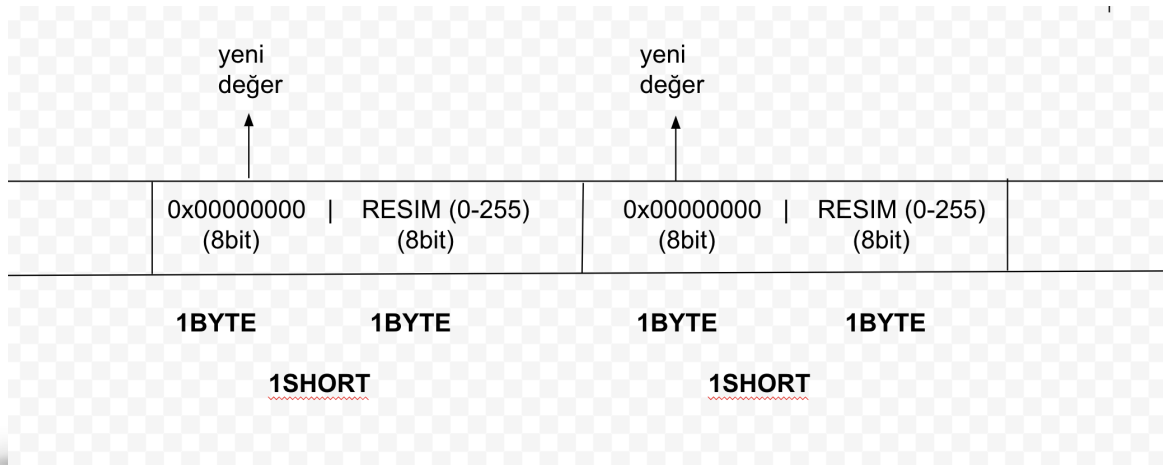 yeni
değer
yeni
değer
0x00000000 | RESIM (0-255)
(8bit) (8bit)
0x00000000 | RESIM (0-255)
(8bit) (8bit)
1BYTE 1BYTE 1BYTE 1BYTE
1SHORT 1SHORT